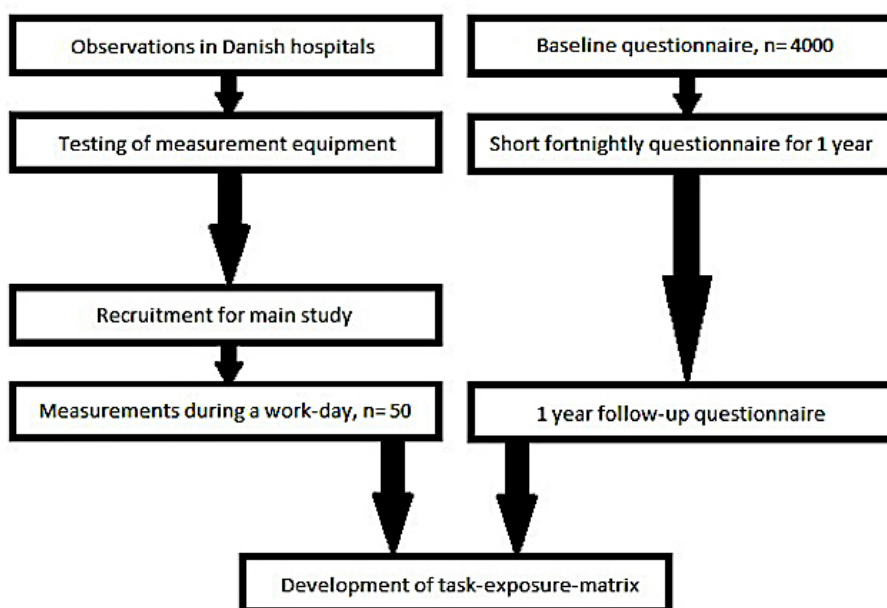 Observations in Danish hospitals
Testing of measurement equipment
Recruitment for main study
Measurements during a work-day, n= 50
Baseline questionnaire, n= 4000
Short fortnightly questionnaire for 1 year
1 year follow-up questionnaire
Development of task-exposure-matrix